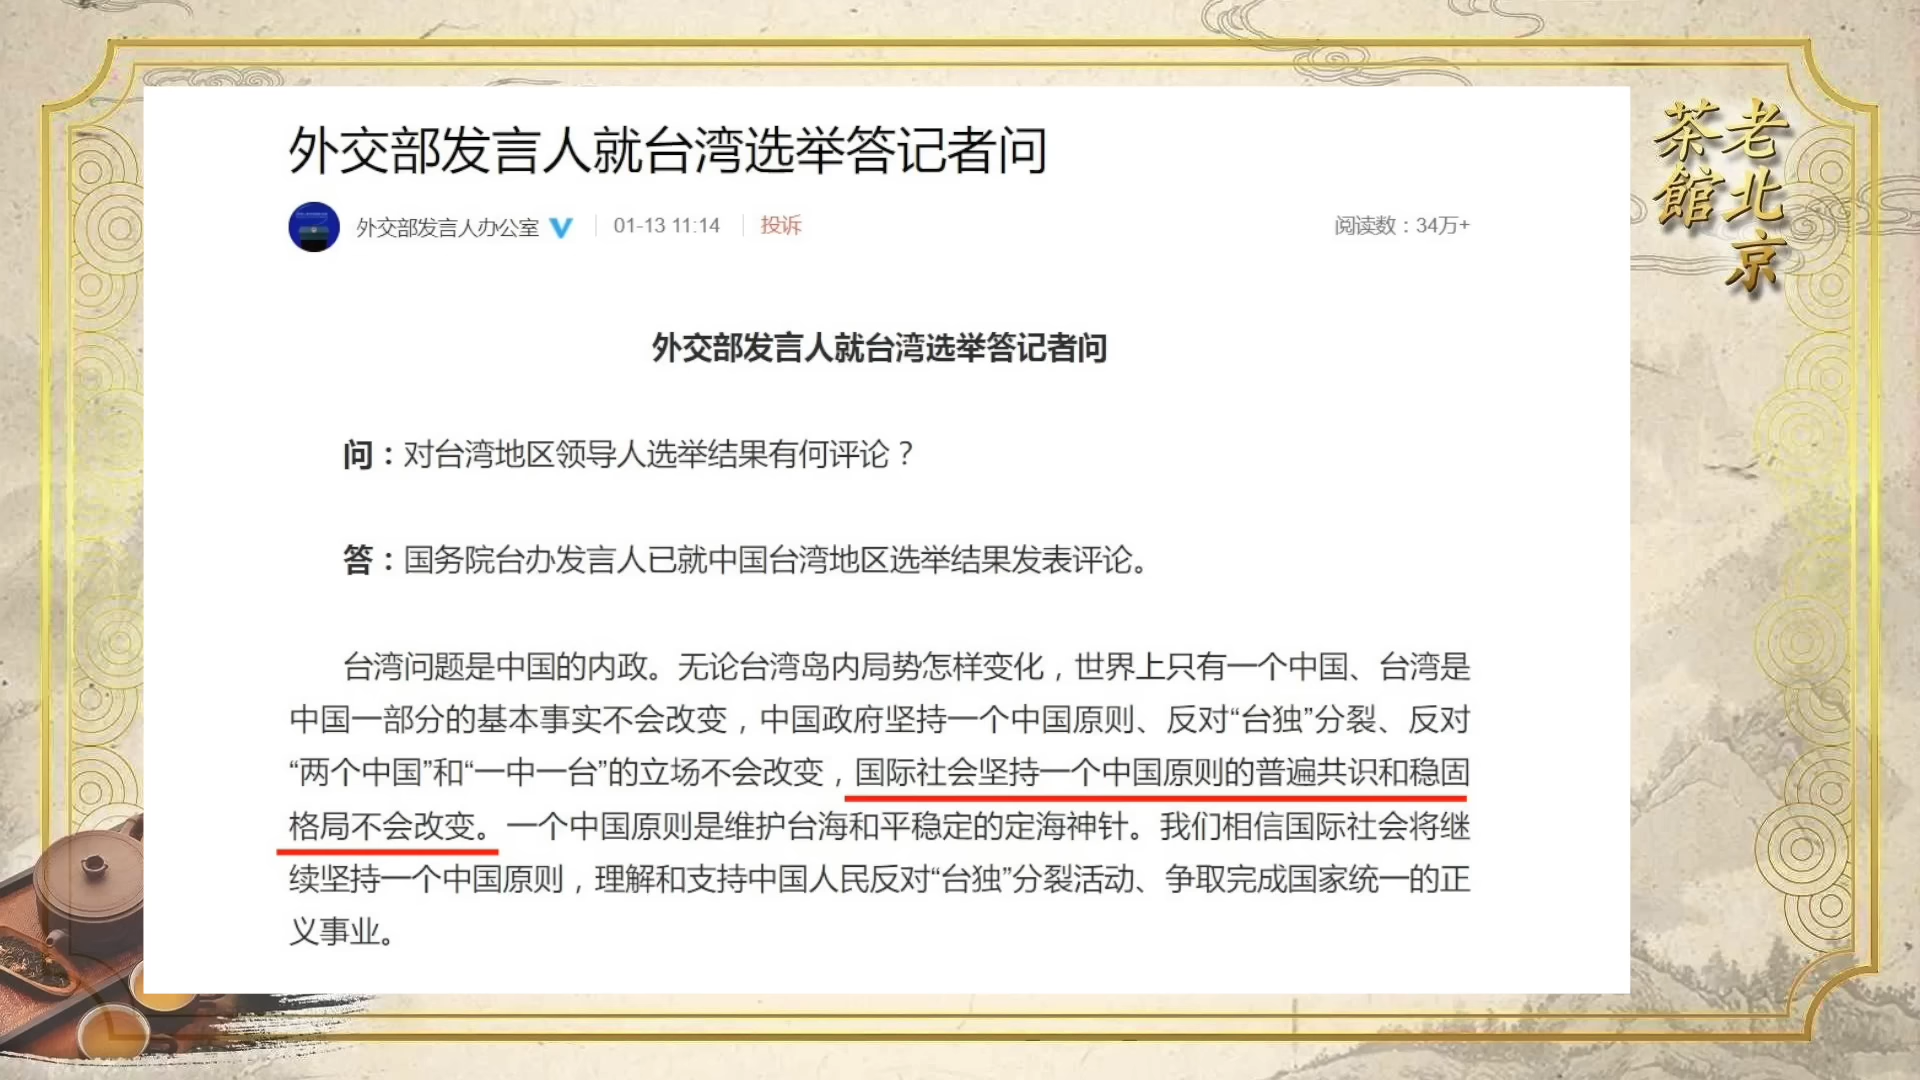 外交部发言人就台湾选举答记者问
外交部发言人办公室 01-13 11:14 投诉 阅读数：34万+
外交部发言人就台湾选举答记者问
问：对台湾地区领导人选举结果有何评论？
答：国务院台办发言人已就中国台湾地区选举结果发表评论。
台湾问题是中国的内政。无论台湾岛内局势怎样变化，世界上只有一个中国、台湾是
中国一部分的基本事实不会改变，中国政府坚持一个中国原则、反对“台独”分裂、反对
“两个中国”和“一中一台”的立场不会改变，国际社会坚持一个中国原则的普遍共识和稳固
格局不会改变。一个中国原则是维护台海和平稳定的定海神针。我们相信国际社会将继
续坚持一个中国原则，理解和支持中国人民反对“台独”分裂活动、争取完成国家统一的正
义事业。
老北京
茶館